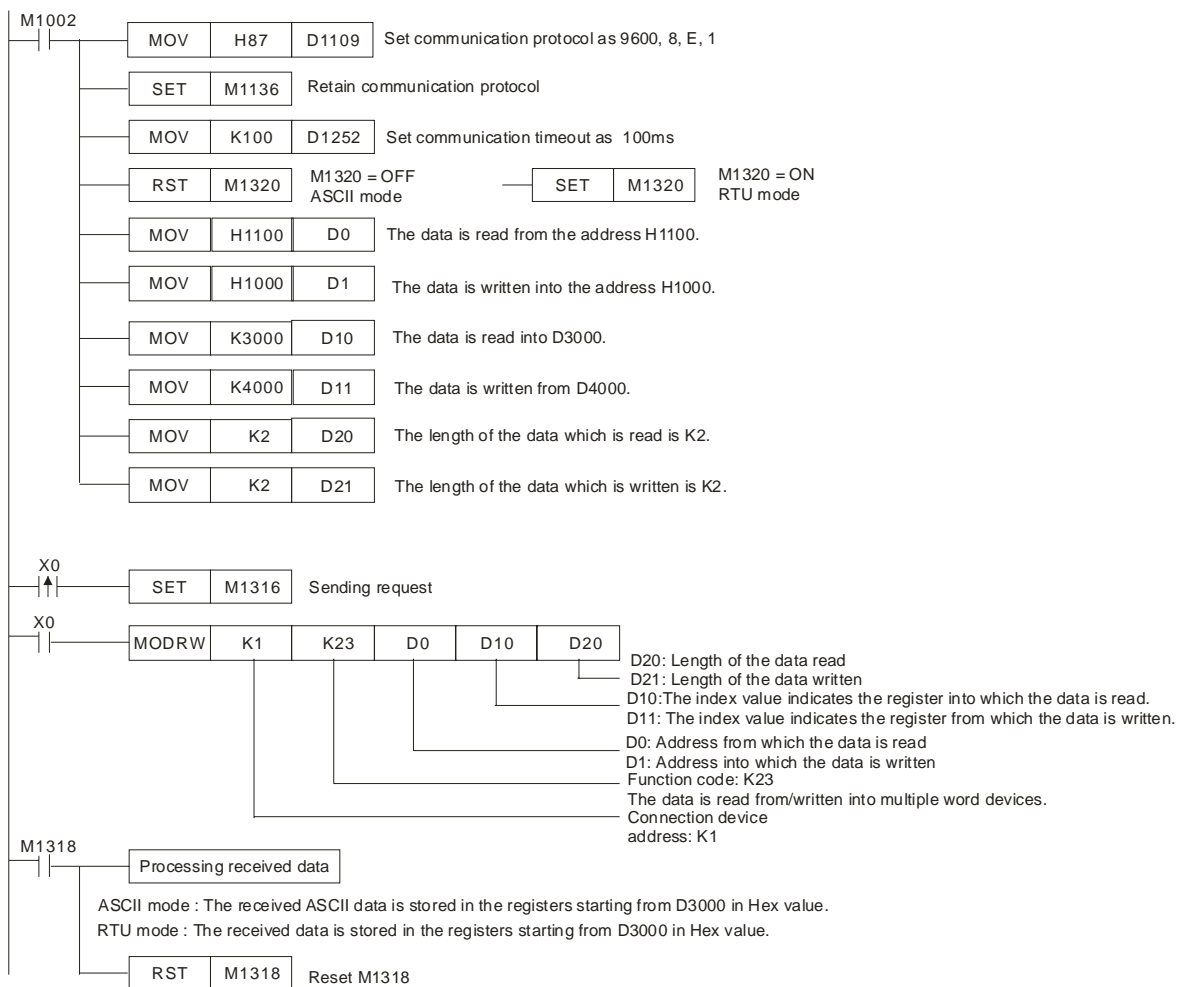 M1002
MOV H87 D1109 Set communication protocol as 9600, 8, E, 1
SET M1136 Retain communication protocol
MOV K100 D1252 Set communication timeout as 100ms
RST M1320 M1320 = OFF SET M1320 M1320 = ON
ASCII mode RTU mode
MOV H1100 D0 The data is read from the address H1100.
MOV H1000 D1 The data is written into the address H1000.
MOV K3000 D10 The data is read into D3000.
MOV K4000 D11 The data is written from D4000.
MOV K2 D20 The length of the data which is read is K2.
MOV K2 D21 The length of the data which is written is K2.
X0
SET M1316 Sending request
X0
MODRW K1 K23 D0 D10 D20
D20: Length of the data read
D21: Length of the data written
D10:The index value indicates the register into which the data is read.
D11: The index value indicates the register from which the data is written.
D0: Address from which the data is read
D1: Address into which the data is written
Function code: K23
The data is read from/written into multiple word devices.
Connection device
address: K1
M1318
Processing received data
ASCII mode : The received ASCII data is stored in the registers starting from D3000 in Hex value.
RTU mode : The received data is stored in the registers starting from D3000 in Hex value.
RST M1318 Reset M1318